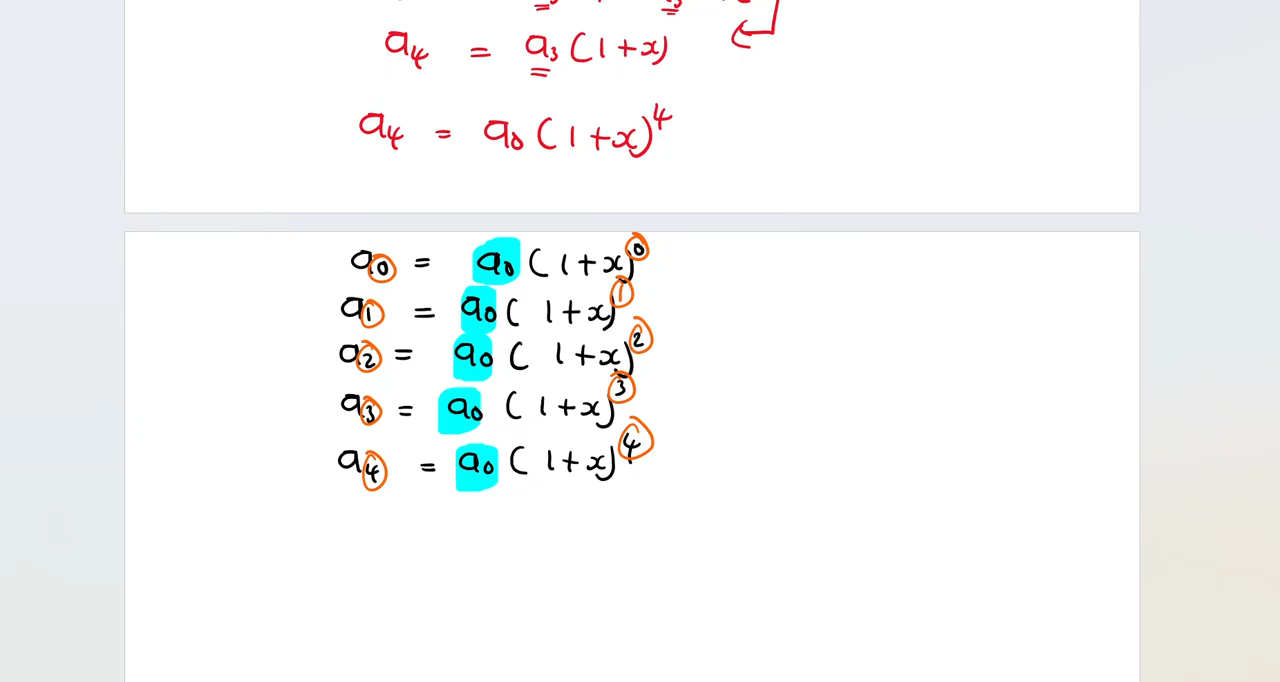 a₄ = a₃(1+x)
a₄ = a₀(1+x)⁴
a₀ = a₀(1+x)⁰
a₁ = a₀(1+x)¹
a₂ = a₀(1+x)²
a₃ = a₀(1+x)³
a₄ = a₀(1+x)⁴